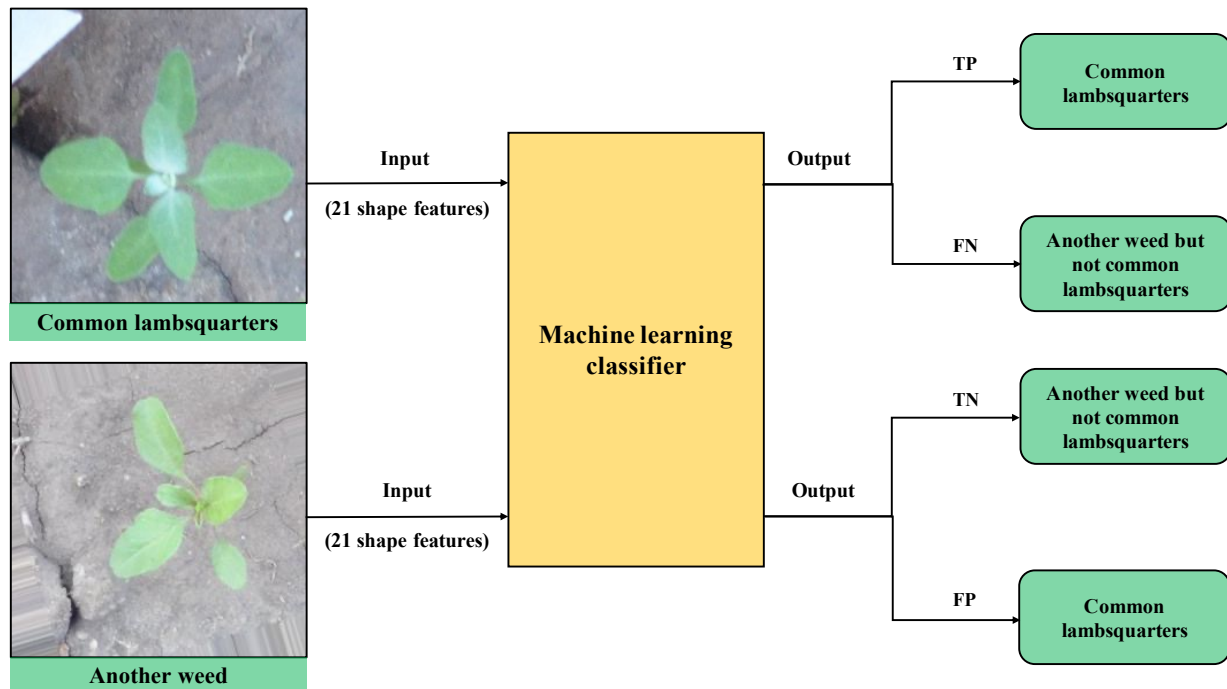 Common lambsquarters
Input
(21 shape features)
Machine learning
classifier
Output
TP
Common
lambsquarters
FN
Another weed but
not common
lambsquarters
Another weed
Input
(21 shape features)
Output
TN
Another weed but
not common
lambsquarters
FP
Common
lambsquarters